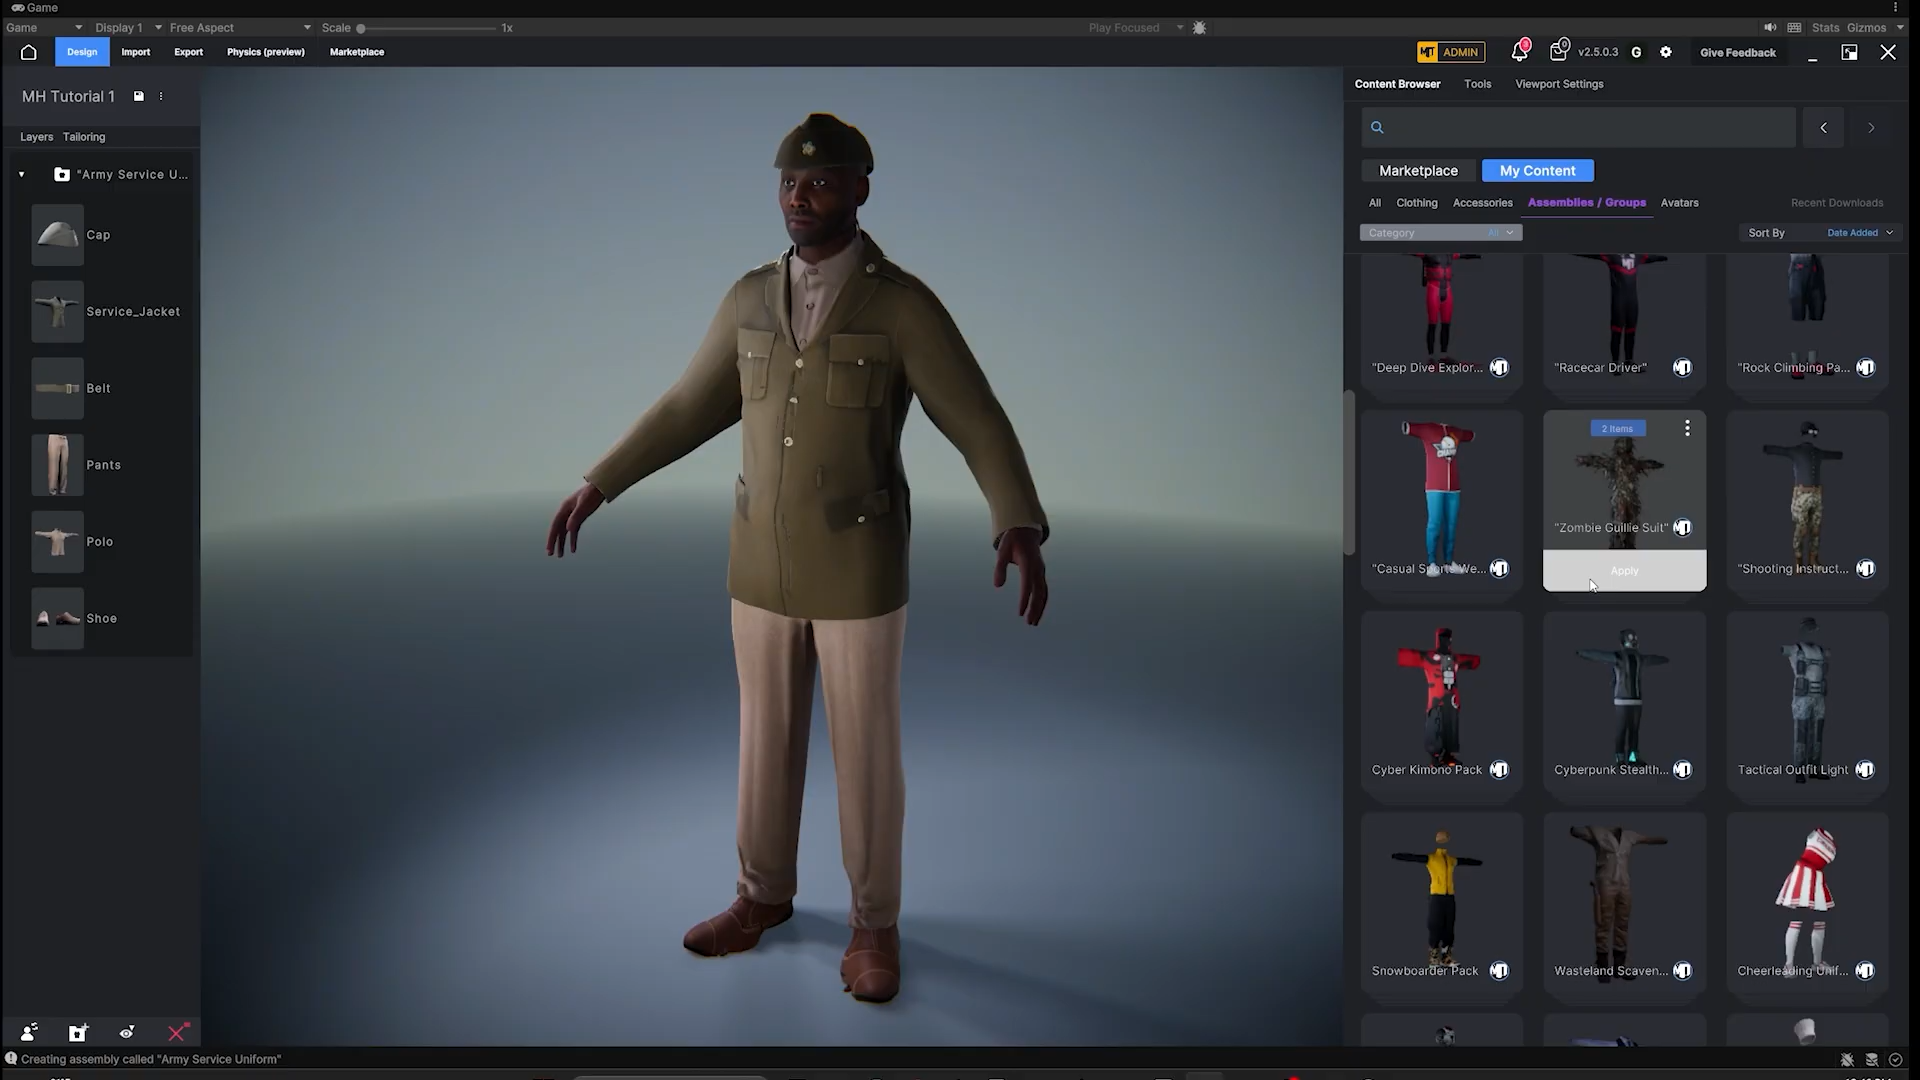 Game
Game Display 1 Free Aspect Scale 1x Play Focused Stats Gizmos
Design Import Export Physics (preview) Marketplace ADMIN v2.5.0.3 G Give Feedback
MH Tutorial 1
Layers Tailoring
"Army Service U...
Cap
Service_Jacket
Belt
Pants
Polo
Shoe
Creating assembly called "Army Service Uniform"
Content Browser Tools Viewport Settings
Marketplace My Content
All Clothing Accessories Assemblies / Groups Avatars Recent Downloads
Category All Sort By Date Added
"Deep Dive Explor... "Racecar Driver" "Rock Climbing Pa...
2 Items
"Zombie Guillie Suit"
"Casual Sports We... Apply "Shooting Instruct...
Cyber Kimono Pack Cyberpunk Stealth... Tactical Outfit Light
Snowboarder Pack Wasteland Scaven... Cheerleading Unif...